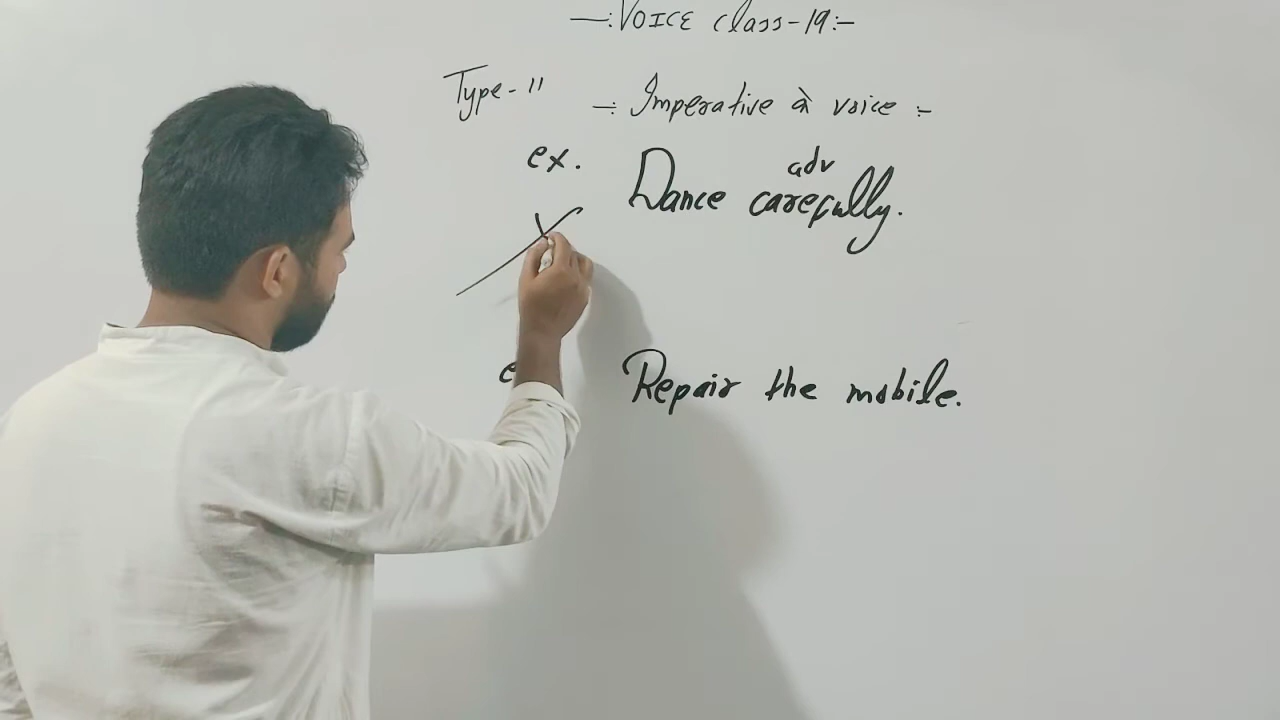 —:VOICE class-19:—
Type-11 —: Imperative à voice :-
ex. Dance carefully.
adv
Repair the mobile.